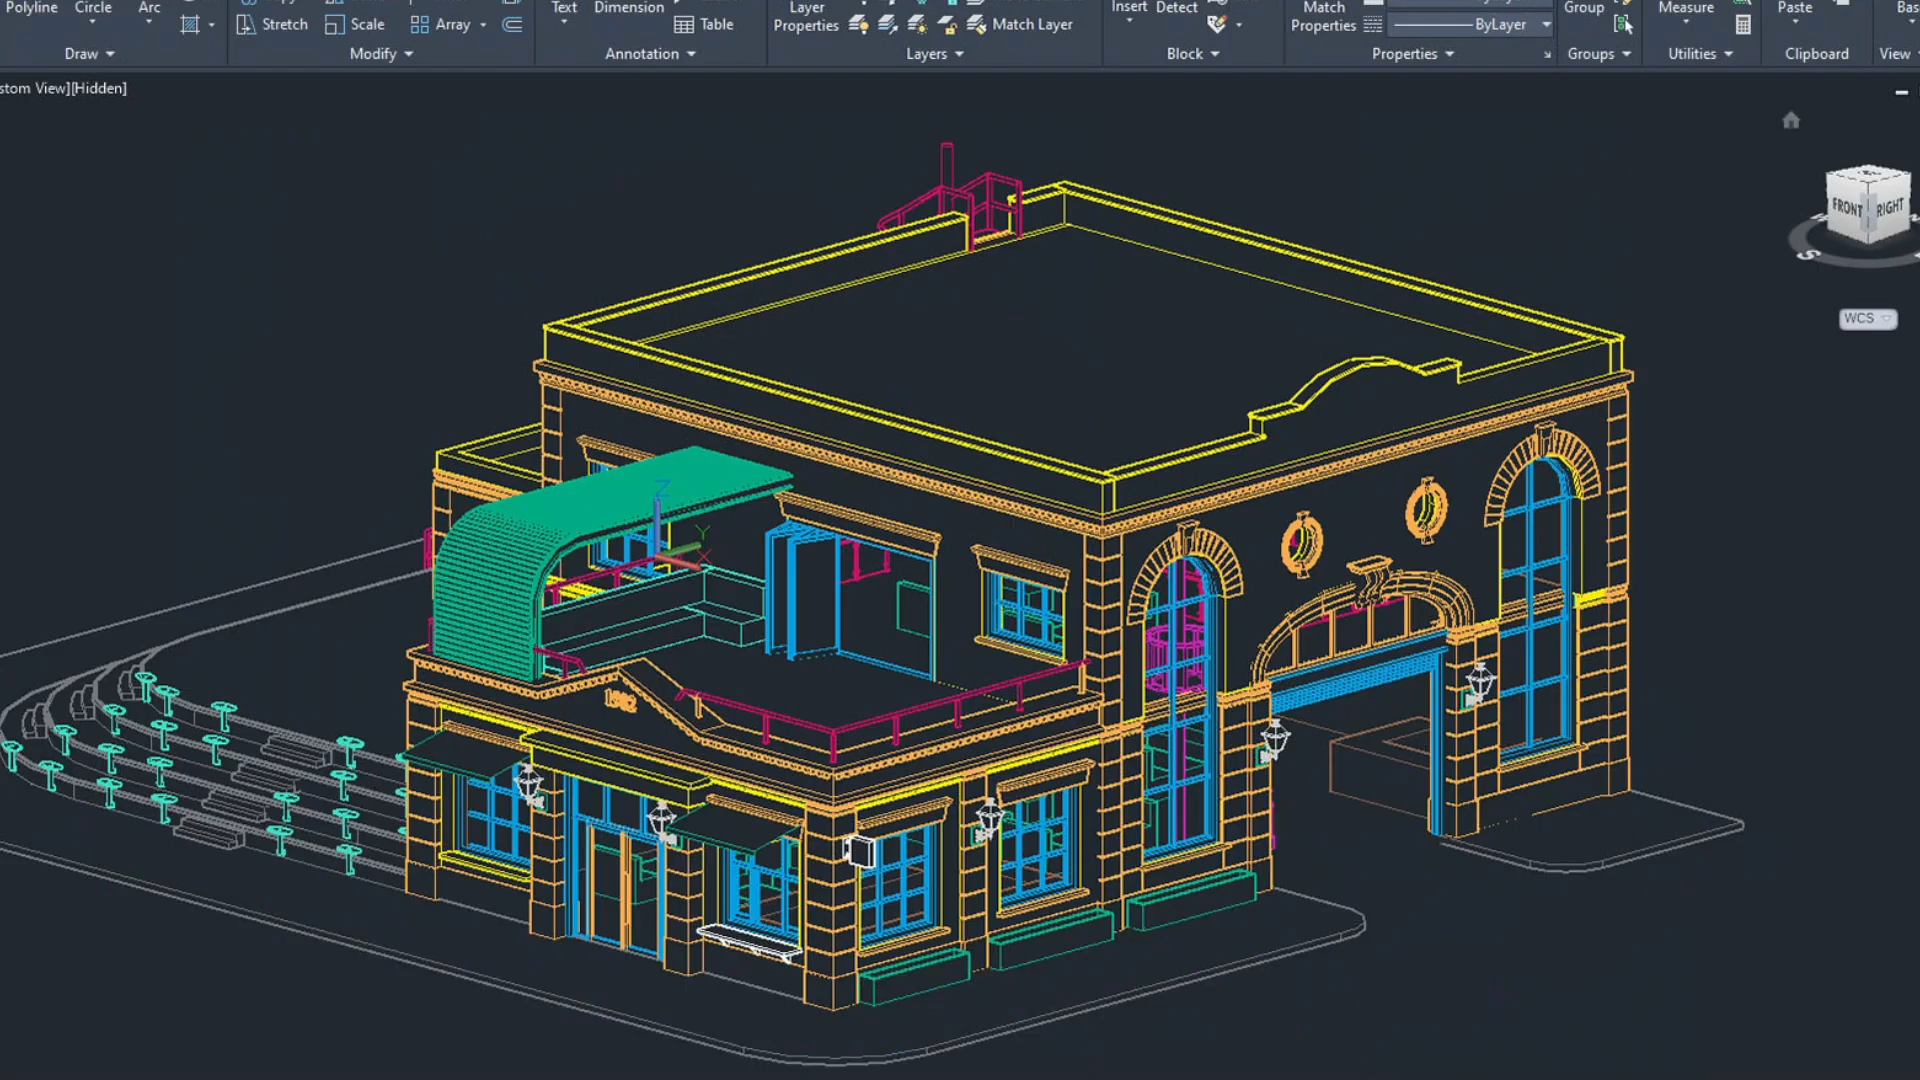 Polyline Circle Arc Text Dimension Layer Properties Insert Detect Match Properties Group Measure Paste
Stretch Scale Array Table Match Layer ByLayer
Draw Modify Annotation Layers Block Properties Groups Utilities Clipboard View
stom View][Hidden]
FRONT RIGHT
S
WCS
Z
Y
X